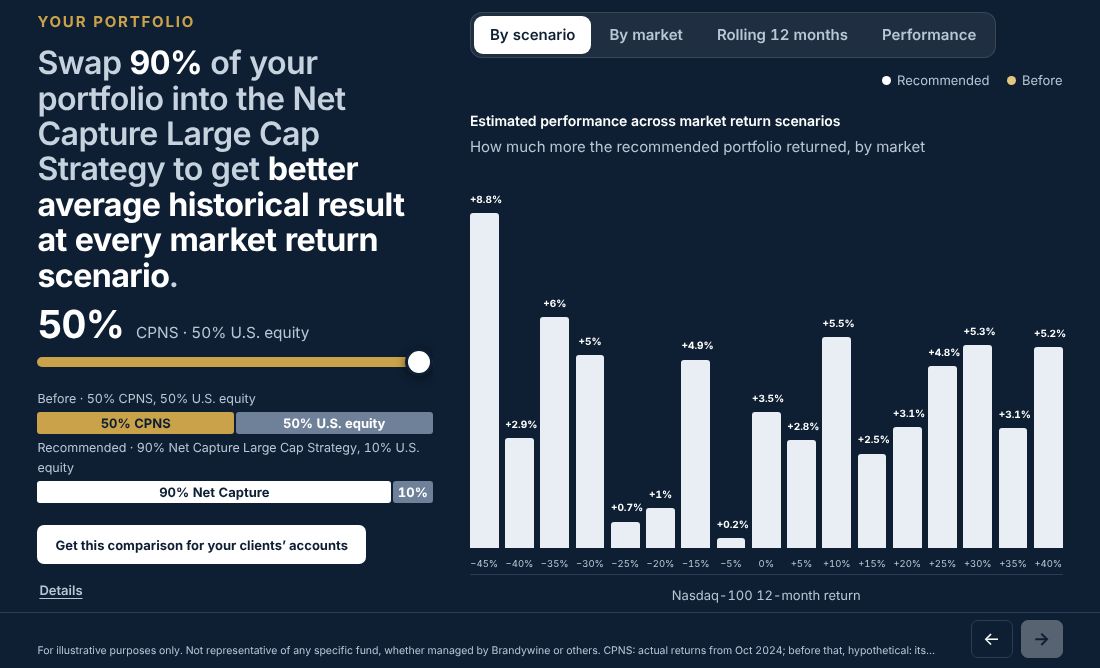 YOUR PORTFOLIO
Swap 90% of your
portfolio into the Net
Capture Large Cap
Strategy to get better
average historical result
at every market return
scenario.
50% CPNS · 50% U.S. equity
Before · 50% CPNS, 50% U.S. equity
50% CPNS 50% U.S. equity
Recommended · 90% Net Capture Large Cap Strategy, 10% U.S.
equity
90% Net Capture 10%
Get this comparison for your clients’ accounts
Details
By scenario By market Rolling 12 months Performance
Recommended Before
Estimated performance across market return scenarios
How much more the recommended portfolio returned, by market
+8.8% +2.9% +6% +5% +0.7% +1% +4.9% +0.2% +3.5% +2.8% +5.5% +2.5% +3.1% +4.8% +5.3% +3.1% +5.2%
−45% −40% −35% −30% −25% −20% −15% −5% 0% +5% +10% +15% +20% +25% +30% +35% +40%
Nasdaq-100 12-month return
For illustrative purposes only. Not representative of any specific fund, whether managed by Brandywine or others. CPNS: actual returns from Oct 2024; before that, hypothetical: its…
← →